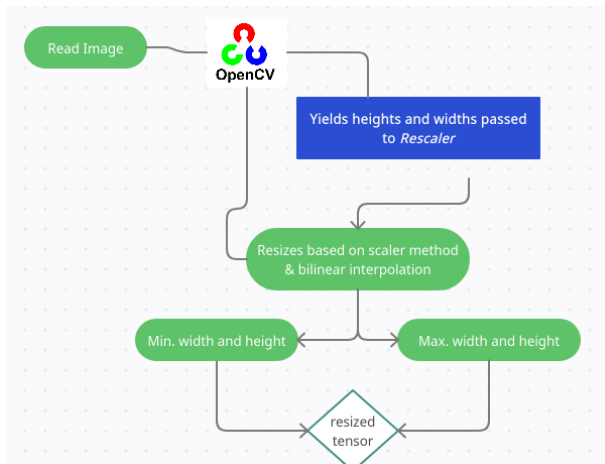 Read Image
OpenCV
Yields heights and widths passed
to Rescaler
Resizes based on scaler method
& bilinear interpolation
Min. width and height
Max. width and height
resized
tensor